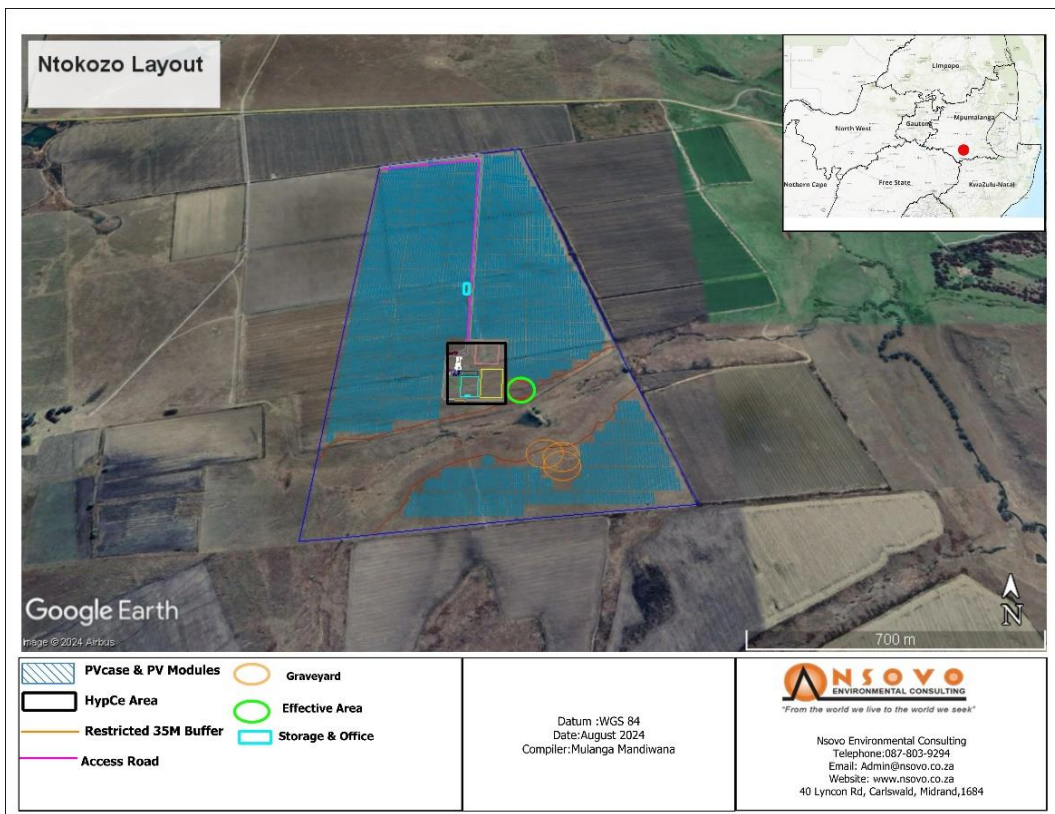 Ntokozo Layout
Limpopo
North West
Gauteng
Mpumalanga
Northern Cape
Free State
KwaZulu-Natal
Google Earth
Image © 2024 Airbus
N
700 m
PVcase & PV Modules
HypCe Area
Restricted 35M Buffer
Access Road
Graveyard
Effective Area
Storage & Office
Datum :WGS 84
Date:August 2024
Compiler:Mulanga Mandiwana
NSOVO
ENVIRONMENTAL CONSULTING
"From the world we live to the world we seek"
Nsovo Environmental Consulting
Telephone:087-803-9294
Email: Admin@nsovo.co.za
Website: www.nsovo.co.za
40 Lyncon Rd, Carlswald, Midrand,1684